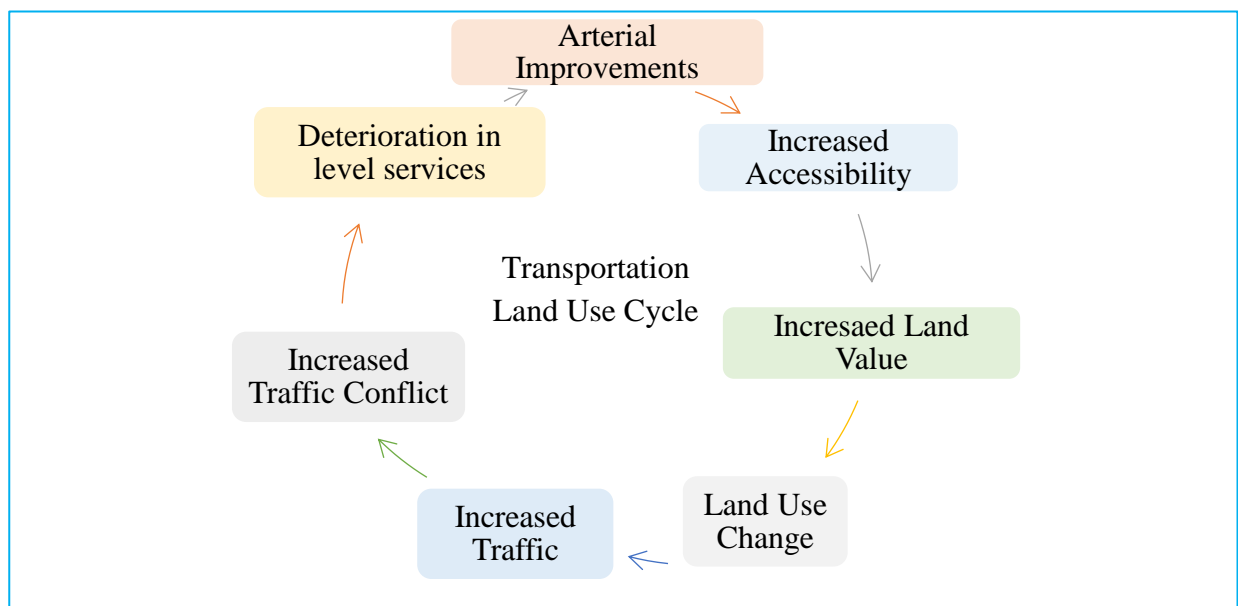 Arterial
Improvements
Increased
Accessibility
Incresaed Land
Value
Land Use
Change
Increased
Traffic
Increased
Traffic Conflict
Deterioration in
level services
Transportation
Land Use Cycle